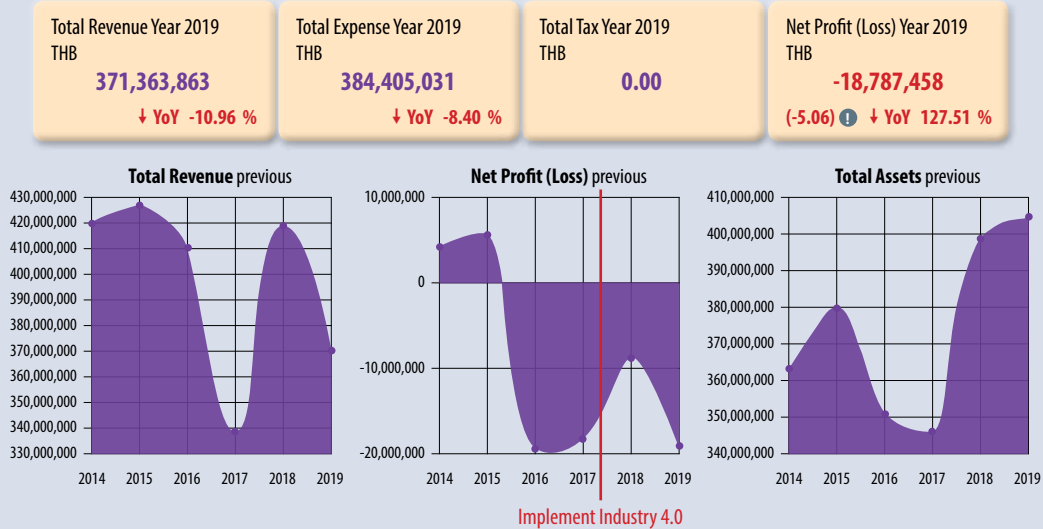 Total Revenue Year 2019
THB
371,363,863
↓ YoY -10.96 %
Total Expense Year 2019
THB
384,405,031
↓ YoY -8.40 %
Total Tax Year 2019
THB
0.00
Net Profit (Loss) Year 2019
THB
-18,787,458
(-5.06) ! ↓ YoY 127.51 %
Total Revenue previous
430,000,000
420,000,000
410,000,000
400,000,000
390,000,000
380,000,000
370,000,000
360,000,000
350,000,000
340,000,000
330,000,000
2014 2015 2016 2017 2018 2019
Net Profit (Loss) previous
10,000,000
0
-10,000,000
-20,000,000
2014 2015 2016 2017 2018 2019
Implement Industry 4.0
Total Assets previous
410,000,000
400,000,000
390,000,000
380,000,000
370,000,000
360,000,000
350,000,000
340,000,000
2014 2015 2016 2017 2018 2019